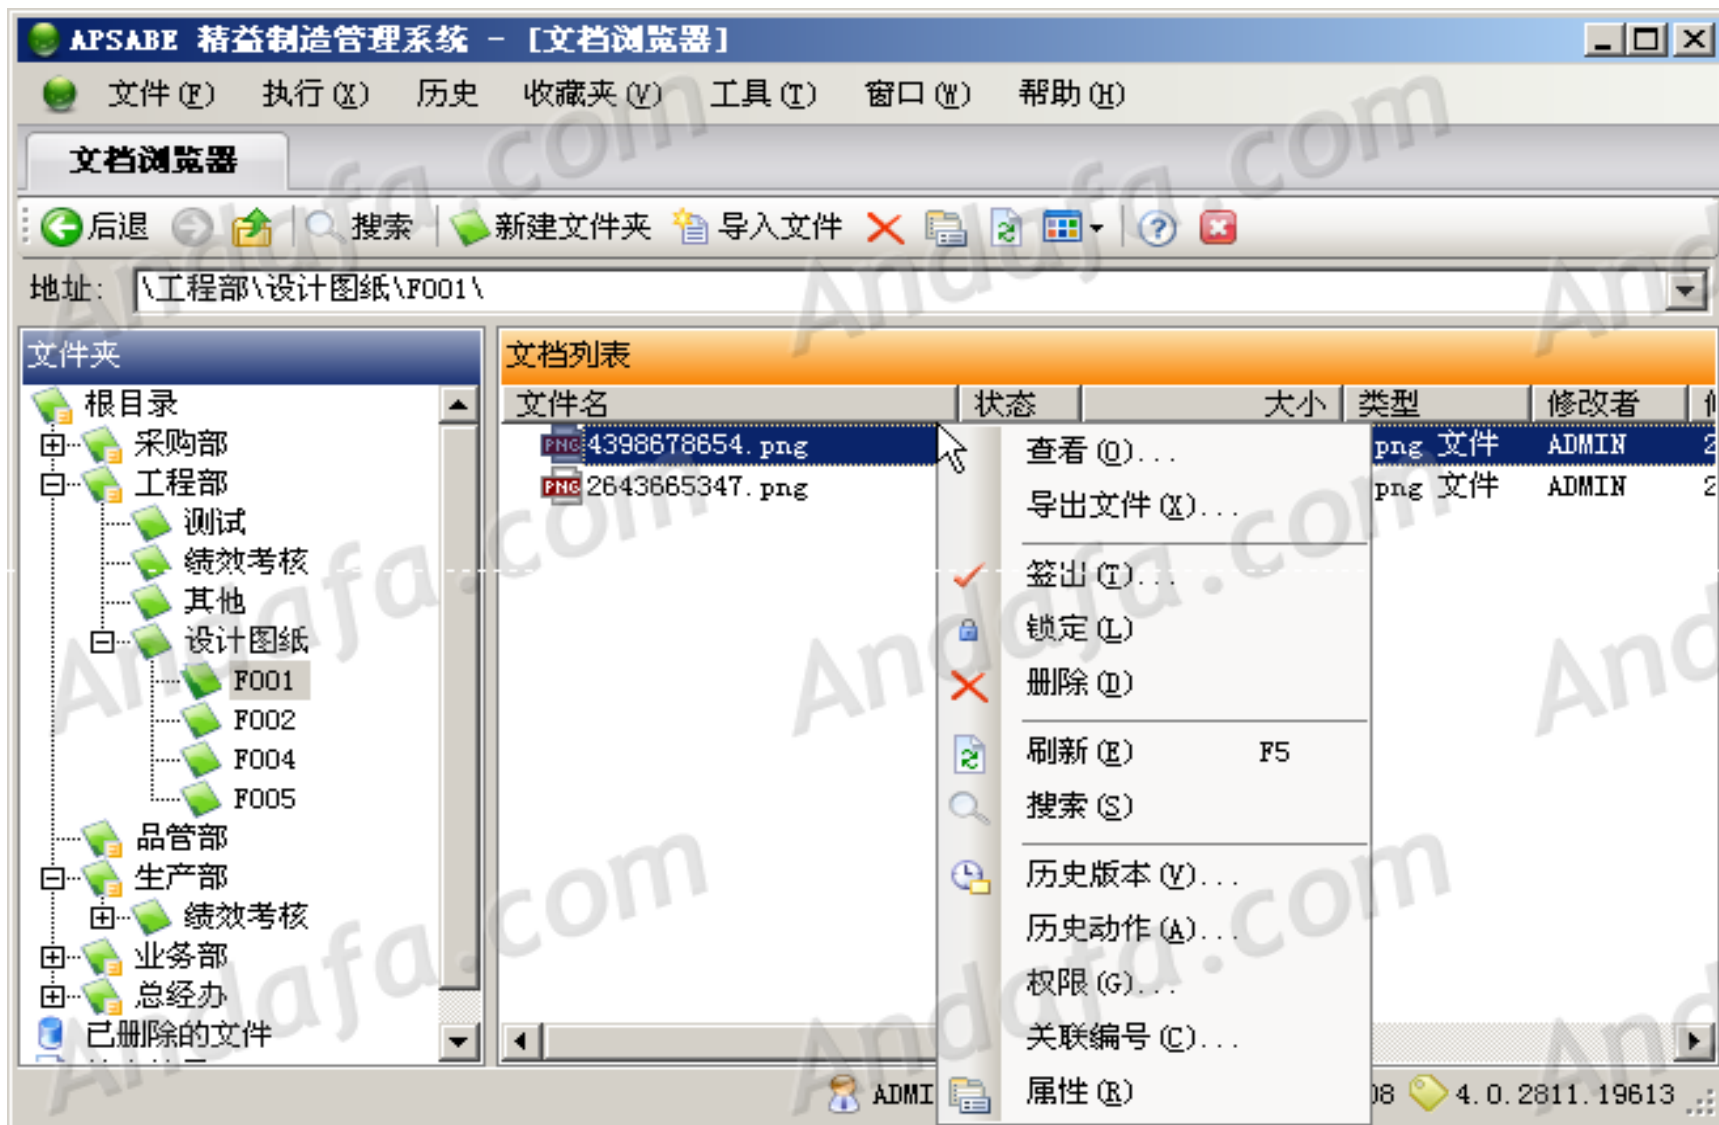 APSABE 精益制造管理系统 - [文档浏览器]
文件(F) 执行(X) 历史 收藏夹(V) 工具(T) 窗口(W) 帮助(H)
文档浏览器
后退 搜索 新建文件夹 导入文件
地址: \工程部\设计图纸\F001\
文件夹
根目录
采购部
工程部
测试
绩效考核
其他
设计图纸
F001
F002
F004
F005
品管部
生产部
绩效考核
业务部
总经办
已删除的文件
文档列表
文件名 状态 大小 类型 修改者
PNG 4398678654.png png 文件 ADMIN 2
PNG 2643665347.png png 文件 ADMIN 2
查看(O)...
导出文件(X)...
签出(T)...
锁定(L)
删除(D)
刷新(E) F5
搜索(S)
历史版本(V)...
历史动作(A)...
权限(G)...
关联编号(C)...
属性(R)
ADMI 08 4.0.2811.19613
Andafa.com